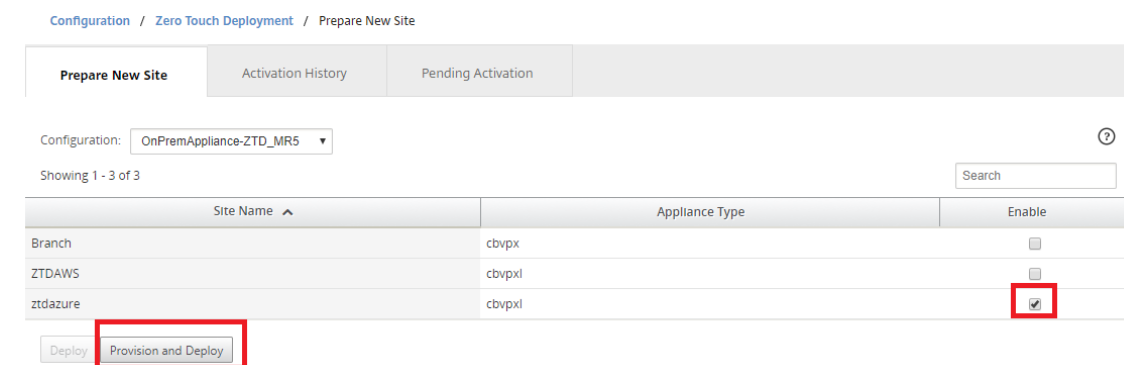 Configuration / Zero Touch Deployment / Prepare New Site
Prepare New Site Activation History Pending Activation
Configuration: OnPremAppliance-ZTD_MR5 ?
Showing 1 - 3 of 3 Search
Site Name Appliance Type Enable
Branch cbvpx
ZTDAWS cbvpxl
ztdazure cbvpxl
Deploy Provision and Deploy